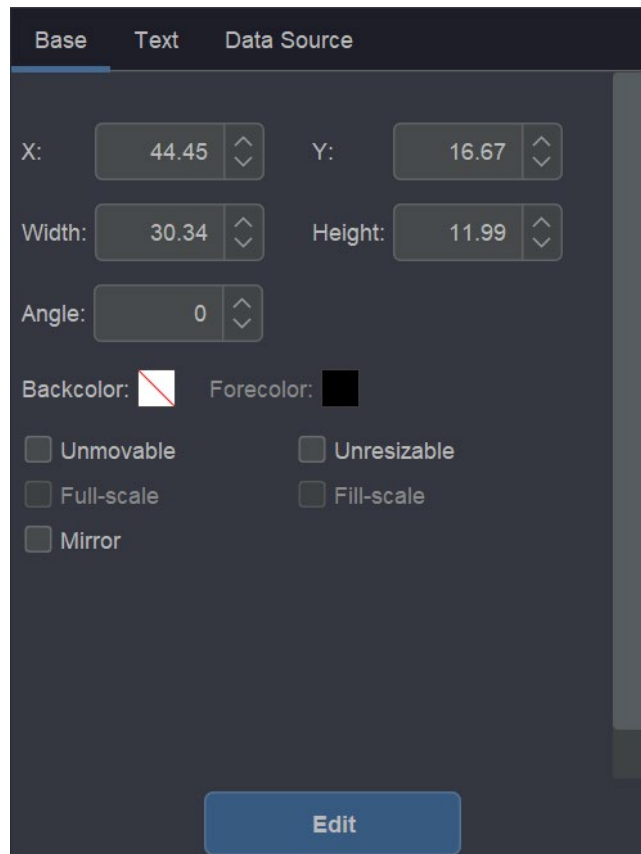 Base Text Data Source
X: 44.45 Y: 16.67
Width: 30.34 Height: 11.99
Angle: 0
Backcolor: Forecolor:
Unmovable Unresizable
Full-scale Fill-scale
Mirror
Edit